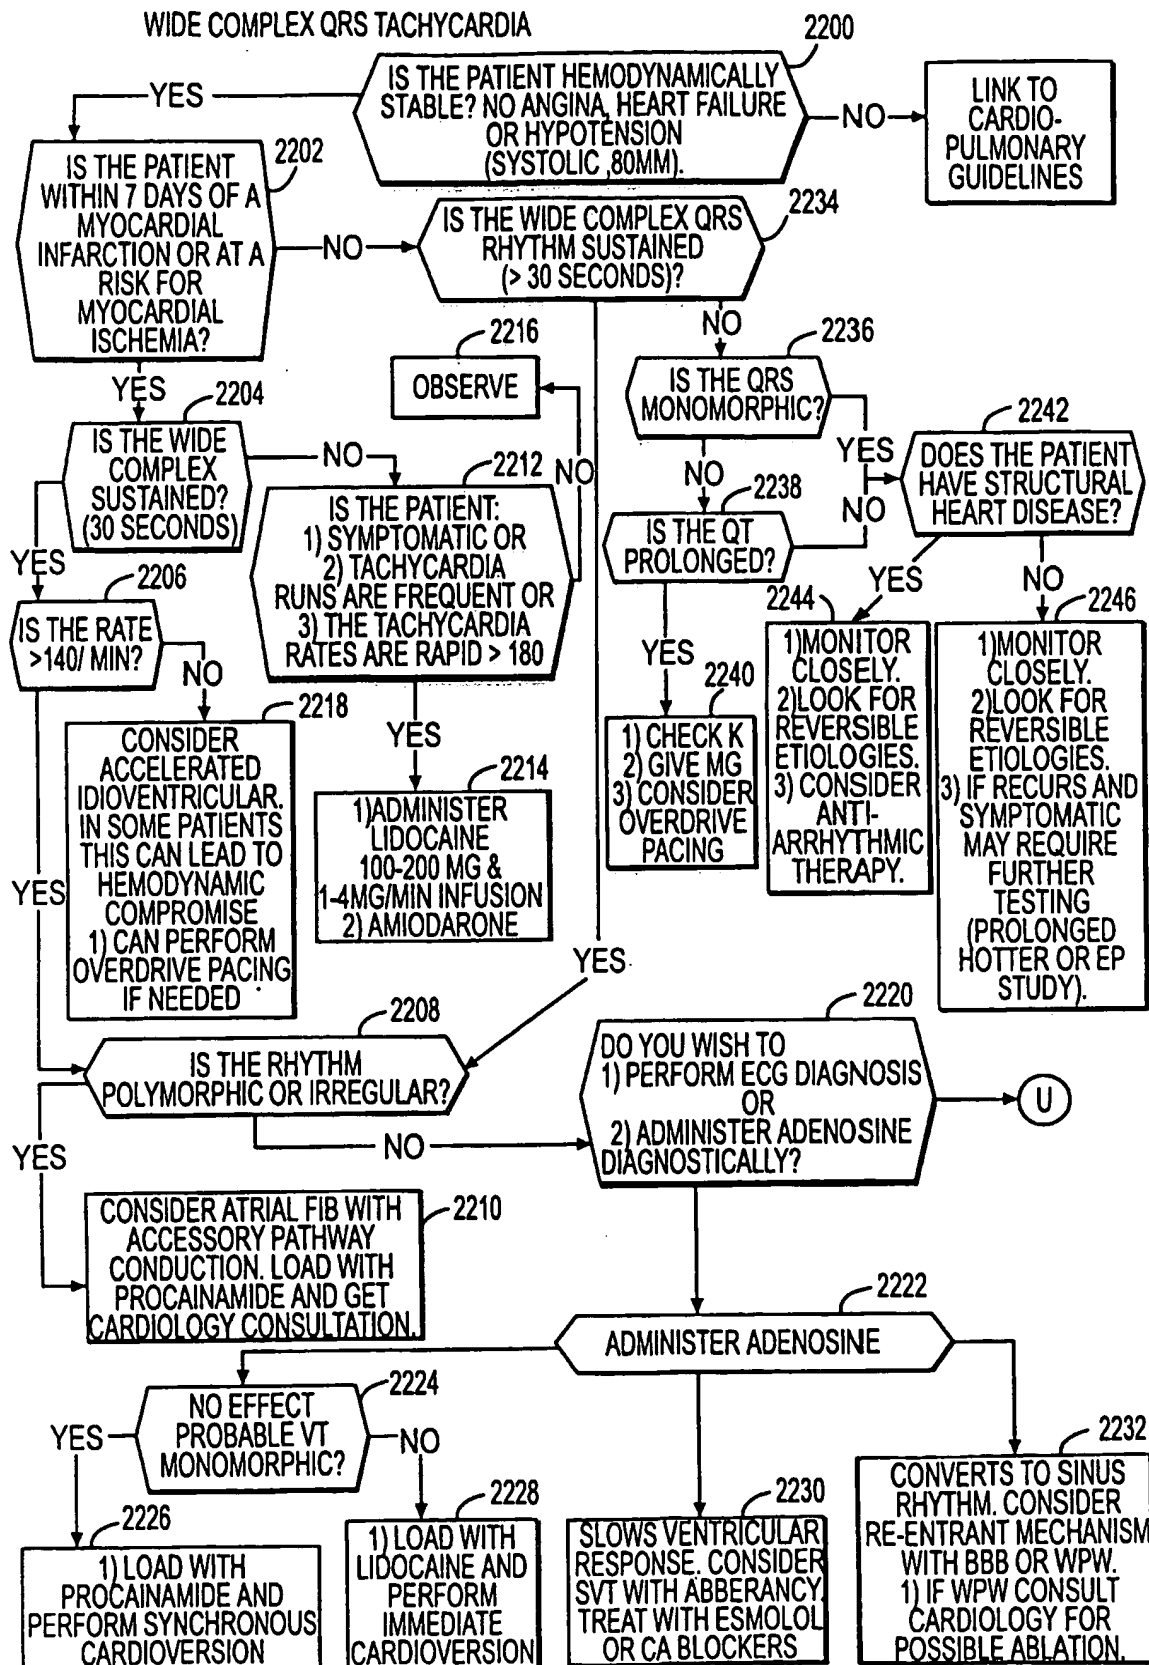 WIDE COMPLEX QRS TACHYCARDIA
2200
IS THE PATIENT HEMODYNAMICALLY
STABLE? NO ANGINA, HEART FAILURE
OR HYPOTENSION
(SYSTOLIC ,80MM).
YES
NO
LINK TO
CARDIO-
PULMONARY
GUIDELINES
2202
IS THE PATIENT
WITHIN 7 DAYS OF A
MYOCARDIAL
INFARCTION OR AT A
RISK FOR
MYOCARDIAL
ISCHEMIA?
NO
YES
2234
IS THE WIDE COMPLEX QRS
RHYTHM SUSTAINED
(> 30 SECONDS)?
NO
YES
2216
OBSERVE
2236
IS THE QRS
MONOMORPHIC?
YES
NO
2204
IS THE WIDE
COMPLEX
SUSTAINED?
(30 SECONDS)
NO
YES
2212
IS THE PATIENT:
1) SYMPTOMATIC OR
2) TACHYCARDIA
RUNS ARE FREQUENT OR
3) THE TACHYCARDIA
RATES ARE RAPID > 180
NO
YES
2238
IS THE QT
PROLONGED?
NO
YES
2242
DOES THE PATIENT
HAVE STRUCTURAL
HEART DISEASE?
YES
NO
2206
IS THE RATE
>140/ MIN?
NO
YES
2218
CONSIDER
ACCELERATED
IDIOVENTRICULAR.
IN SOME PATIENTS
THIS CAN LEAD TO
HEMODYNAMIC
COMPROMISE
1) CAN PERFORM
OVERDRIVE PACING
IF NEEDED
2214
1)ADMINISTER
LIDOCAINE
100-200 MG &
1-4MG/MIN INFUSION
2) AMIODARONE
2240
1) CHECK K
2) GIVE MG
3) CONSIDER
OVERDRIVE
PACING
2244
1)MONITOR
CLOSELY.
2)LOOK FOR
REVERSIBLE
ETIOLOGIES.
3) CONSIDER
ANTI-
ARRHYTHMIC
THERAPY.
2246
1)MONITOR
CLOSELY.
2)LOOK FOR
REVERSIBLE
ETIOLOGIES.
3) IF RECURS AND
SYMPTOMATIC
MAY REQUIRE
FURTHER
TESTING
(PROLONGED
HOTTER OR EP
STUDY).
2208
IS THE RHYTHM
POLYMORPHIC OR IRREGULAR?
YES
NO
2220
DO YOU WISH TO
1) PERFORM ECG DIAGNOSIS
OR
2) ADMINISTER ADENOSINE
DIAGNOSTICALLY?
U
2210
CONSIDER ATRIAL FIB WITH
ACCESSORY PATHWAY
CONDUCTION. LOAD WITH
PROCAINAMIDE AND GET
CARDIOLOGY CONSULTATION.
2222
ADMINISTER ADENOSINE
2224
NO EFFECT
PROBABLE VT
MONOMORPHIC?
YES
NO
2226
1) LOAD WITH
PROCAINAMIDE AND
PERFORM SYNCHRONOUS
CARDIOVERSION
2228
1) LOAD WITH
LIDOCAINE AND
PERFORM
IMMEDIATE
CARDIOVERSION
2230
SLOWS VENTRICULAR
RESPONSE. CONSIDER
SVT WITH ABBERANCY.
TREAT WITH ESMOLOL
OR CA BLOCKERS
2232
CONVERTS TO SINUS
RHYTHM. CONSIDER
RE-ENTRANT MECHANISM
WITH BBB OR WPW.
1) IF WPW CONSULT
CARDIOLOGY FOR
POSSIBLE ABLATION.